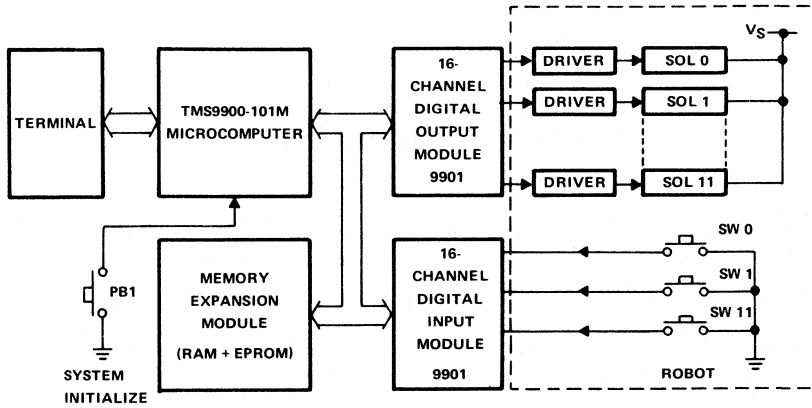 TERMINAL
TMS9900-101M
MICROCOMPUTER
16-
CHANNEL
DIGITAL
OUTPUT
MODULE
9901
DRIVER
SOL 0
DRIVER
SOL 1
DRIVER
SOL 11
VS
PB1
SYSTEM
INITIALIZE
MEMORY
EXPANSION
MODULE
(RAM + EPROM)
16-
CHANNEL
DIGITAL
INPUT
MODULE
9901
SW 0
SW 1
SW 11
ROBOT